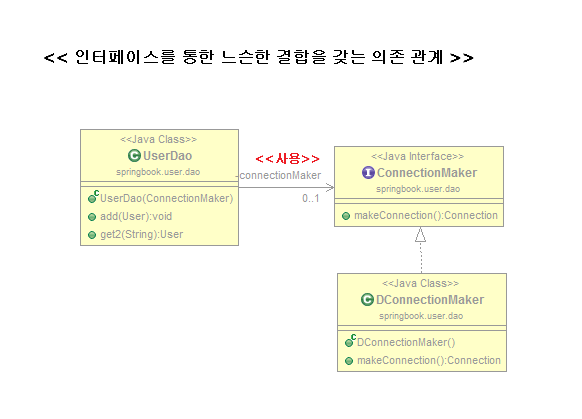 << 인터페이스를 통한 느슨한 결합을 갖는 의존 관계 >>
<<Java Class>>
C UserDao
springbook.user.dao
c UserDao(ConnectionMaker)
add(User):void
get2(String):User
<<사용>>
-connectionMaker
0..1
<<Java Interface>>
I ConnectionMaker
springbook.user.dao
makeConnection():Connection
<<Java Class>>
C DConnectionMaker
springbook.user.dao
c DConnectionMaker()
makeConnection():Connection